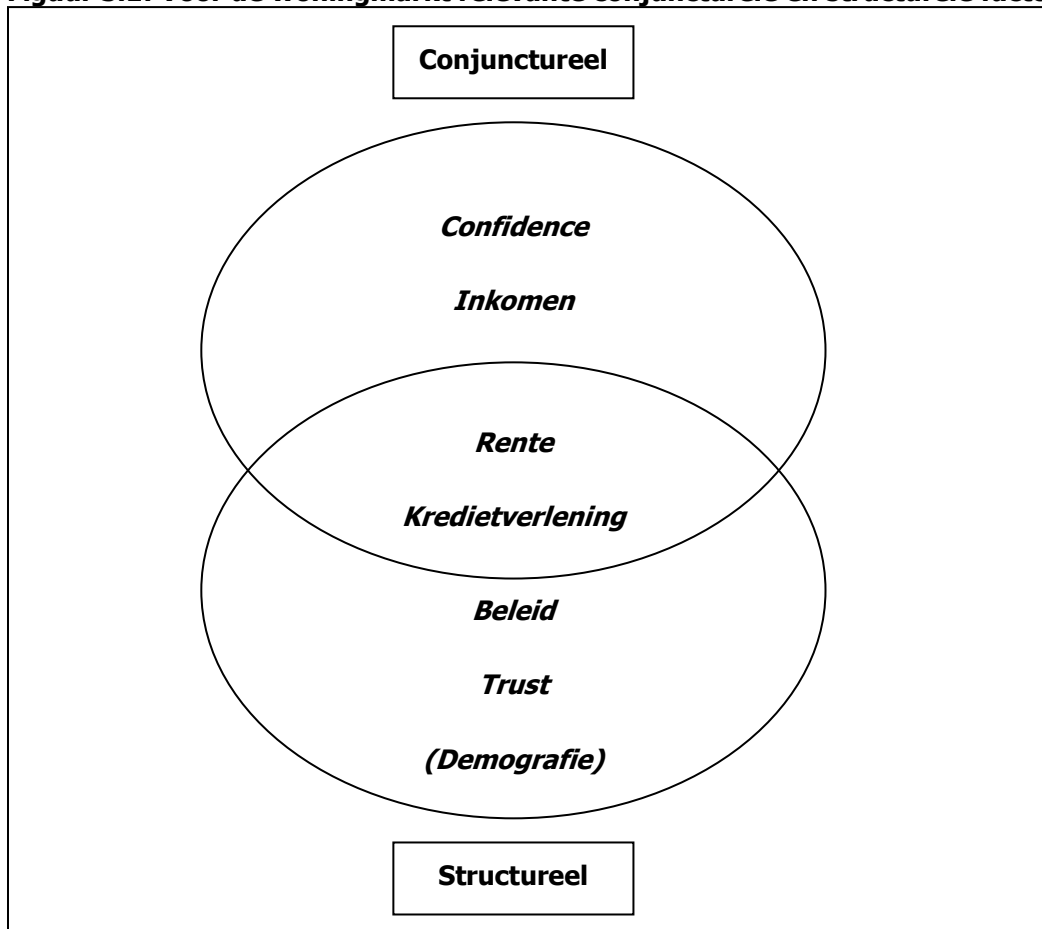 Conjunctureel
Confidence
Inkomen
Rente
Kredietverlening
Beleid
Trust
(Demografie)
Structureel